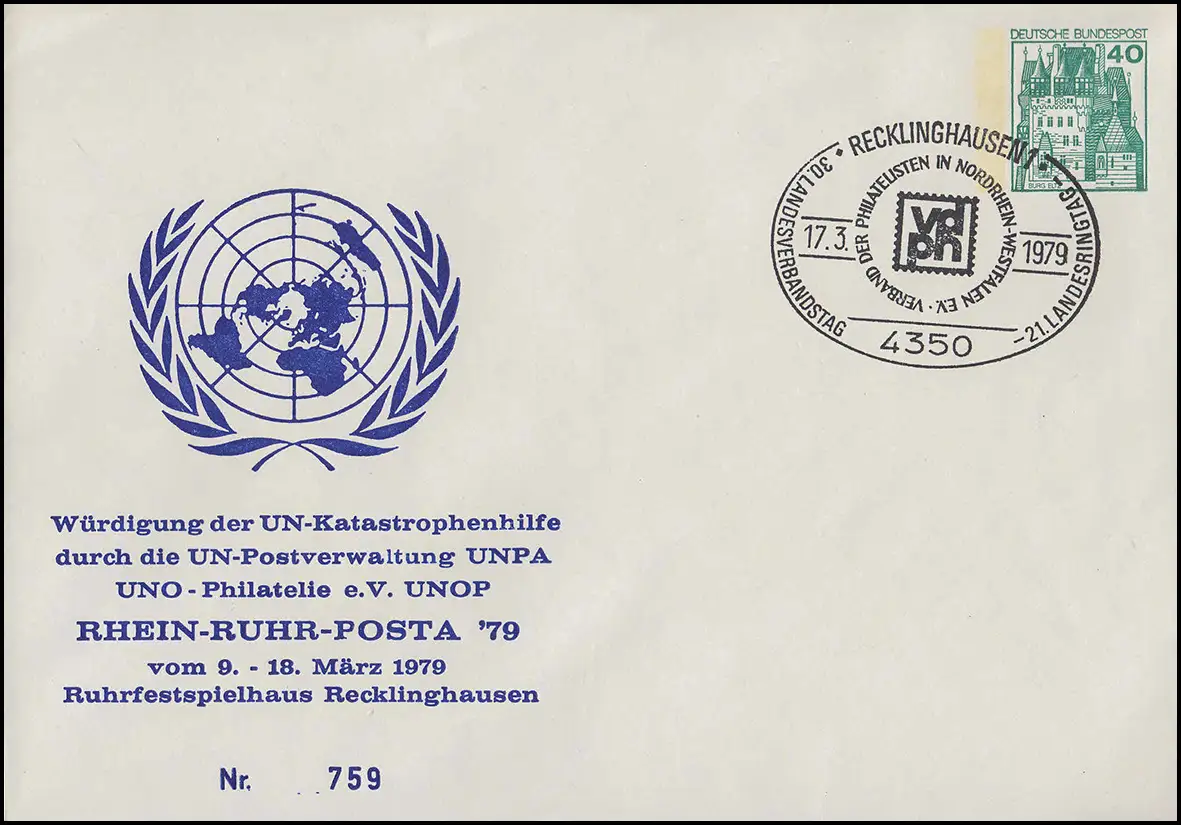 DEUTSCHE BUNDESPOST
40
BURG
RECKLINGHAUSEN 1
30. LANDESVERBANDSTAG
-21. LANDESRINGTAG-
VERBAND DER PHILATELISTEN IN NORDRHEIN-WESTFALEN E.V.
vd
ph
17.3.
1979
4350
Würdigung der UN-Katastrophenhilfe
durch die UN-Postverwaltung UNPA
UNO-Philatelie e.V. UNOP
RHEIN-RUHR-POSTA '79
vom 9. - 18. März 1979
Ruhrfestspielhaus Recklinghausen
Nr. 759